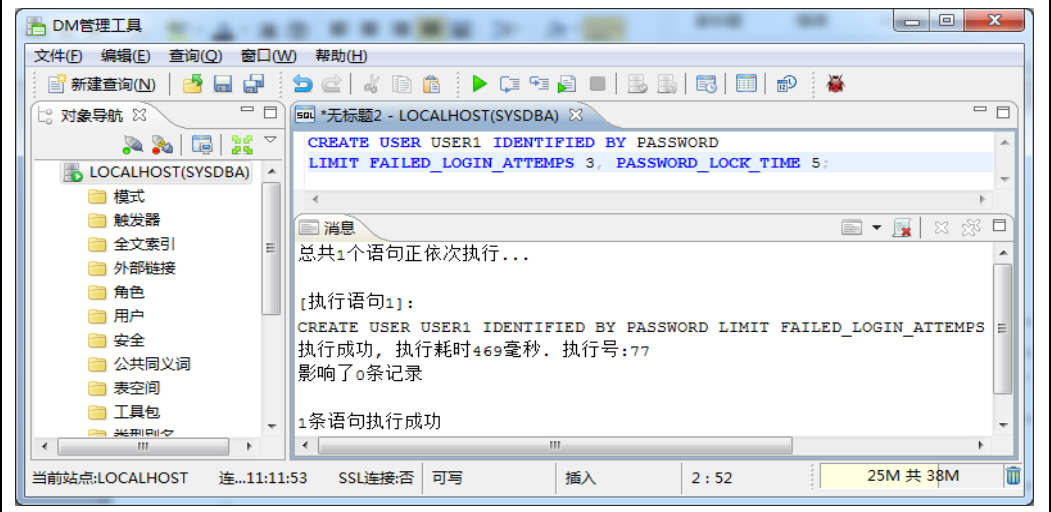 DM管理工具
文件(F) 编辑(E) 查询(Q) 窗口(W) 帮助(H)
新建查询(N)
对象导航
*无标题2 - LOCALHOST(SYSDBA)
LOCALHOST(SYSDBA)
模式
触发器
全文索引
外部链接
角色
用户
安全
公共同义词
表空间
工具包
类型别名
CREATE USER USER1 IDENTIFIED BY PASSWORD
LIMIT FAILED_LOGIN_ATTEMPS 3, PASSWORD_LOCK_TIME 5;
消息
总共1个语句正依次执行...
[执行语句1]:
CREATE USER USER1 IDENTIFIED BY PASSWORD LIMIT FAILED_LOGIN_ATTEMPS
执行成功, 执行耗时469毫秒. 执行号:77
影响了0条记录
1条语句执行成功
当前站点:LOCALHOST 连...11:11:53 SSL连接:否 可写 插入 2 : 52 25M 共 38M